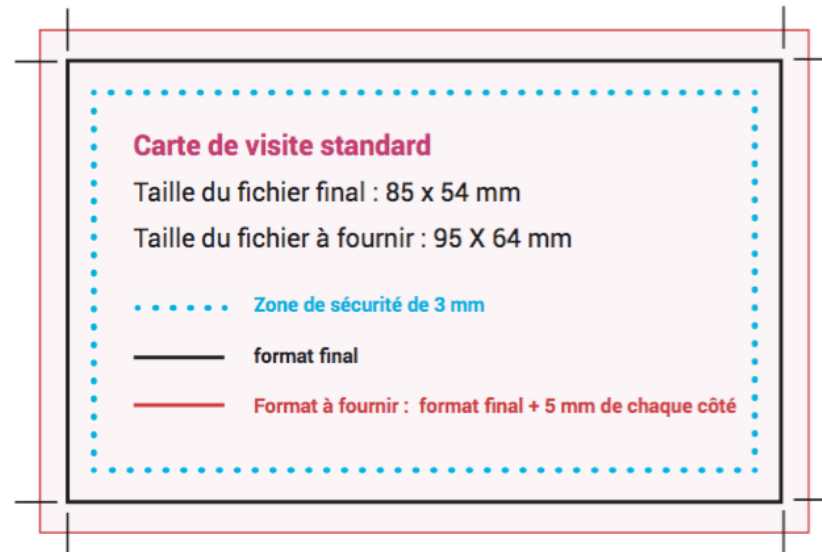 Carte de visite standard
Taille du fichier final : 85 x 54 mm
Taille du fichier à fournir : 95 X 64 mm
Zone de sécurité de 3 mm
format final
Format à fournir : format final + 5 mm de chaque côté